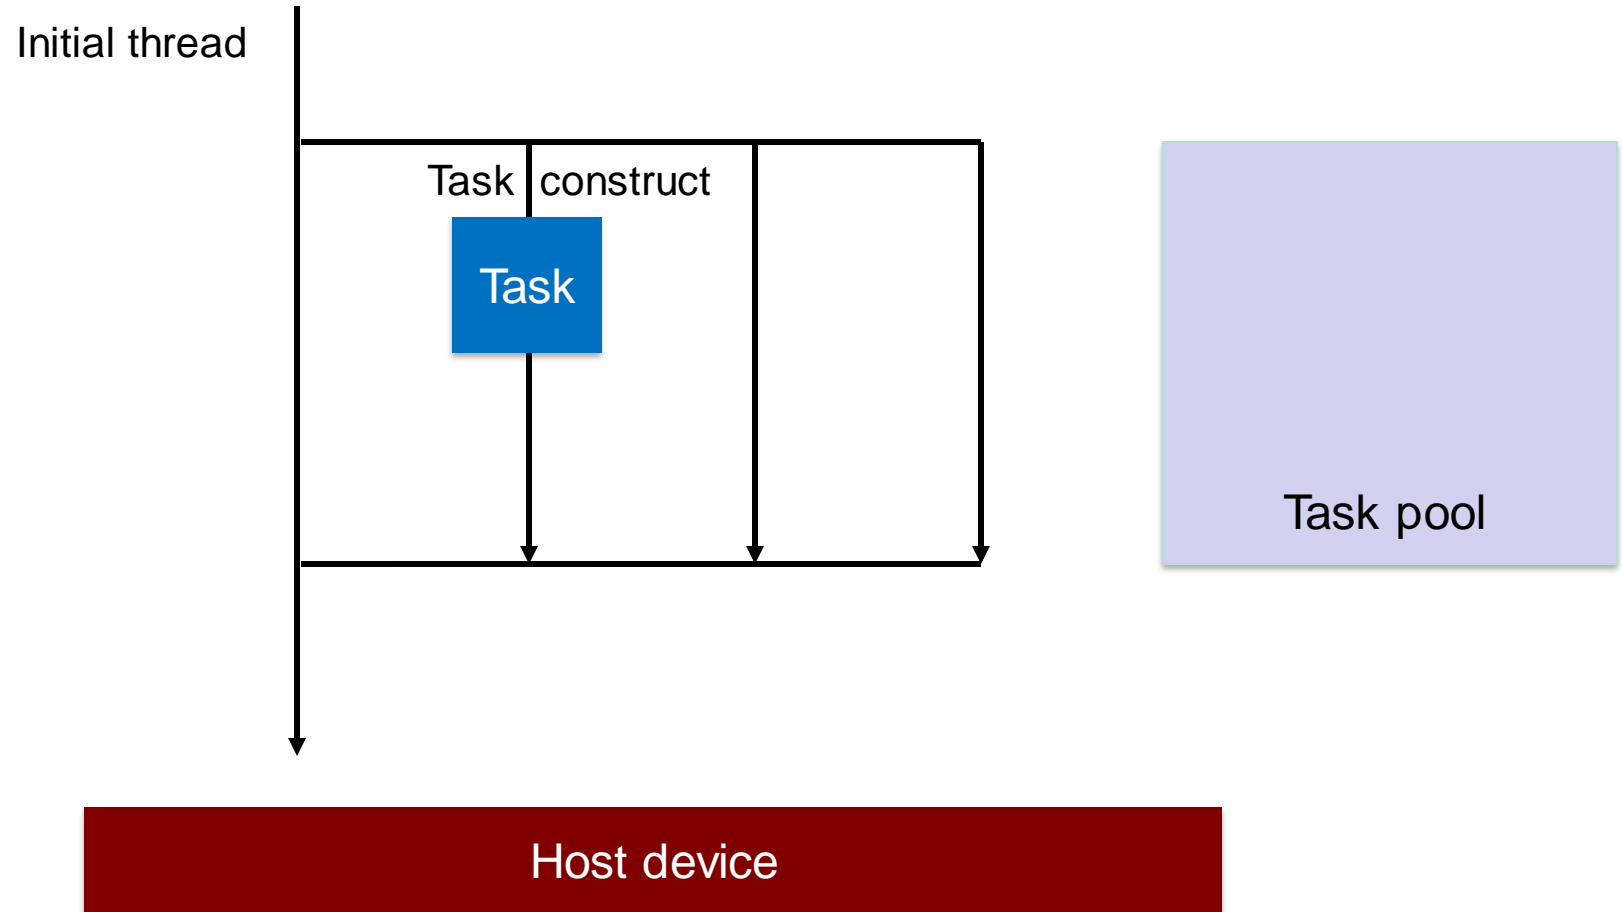 Initial thread
Task construct
Task
Task pool
Host device